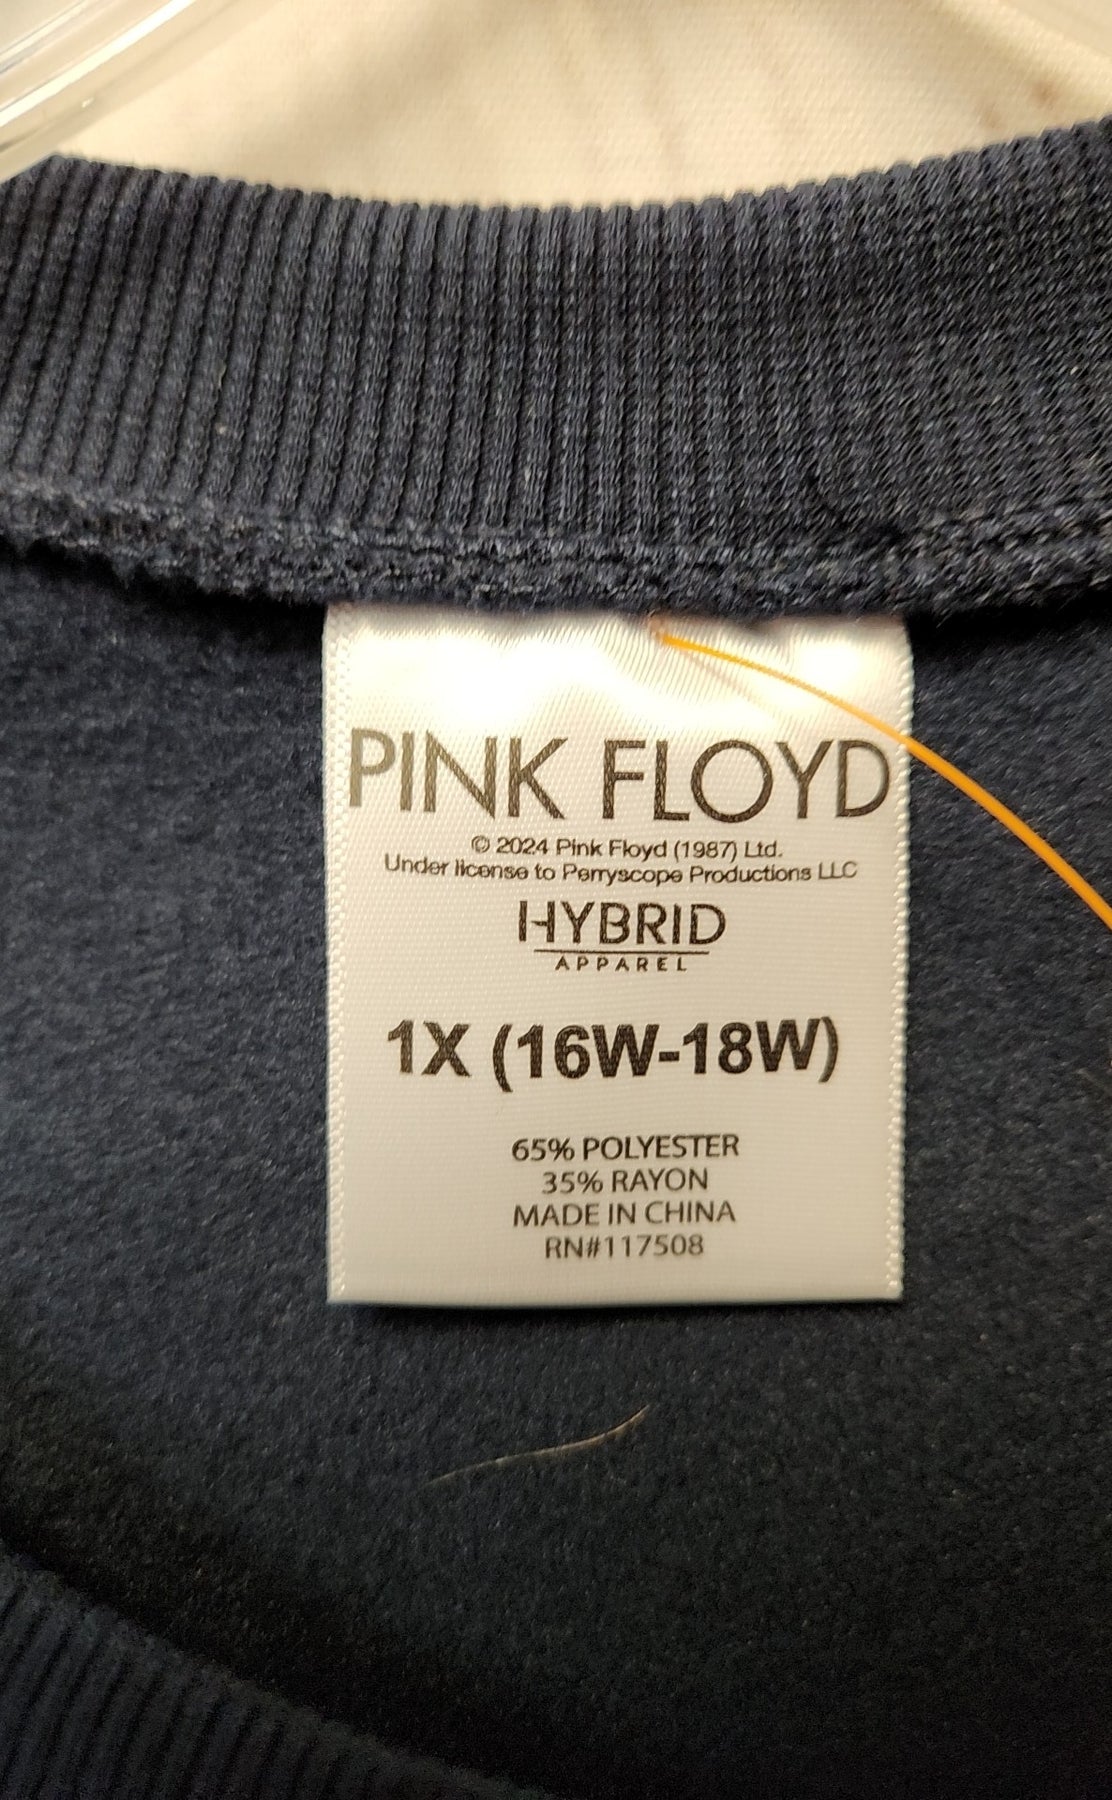 PINK FLOYD
© 2024 Pink Floyd (1987) Ltd.
Under license to Perryscope Productions LLC
HYBRID
APPAREL
1X (16W-18W)
65% POLYESTER
35% RAYON
MADE IN CHINA
RN#117508